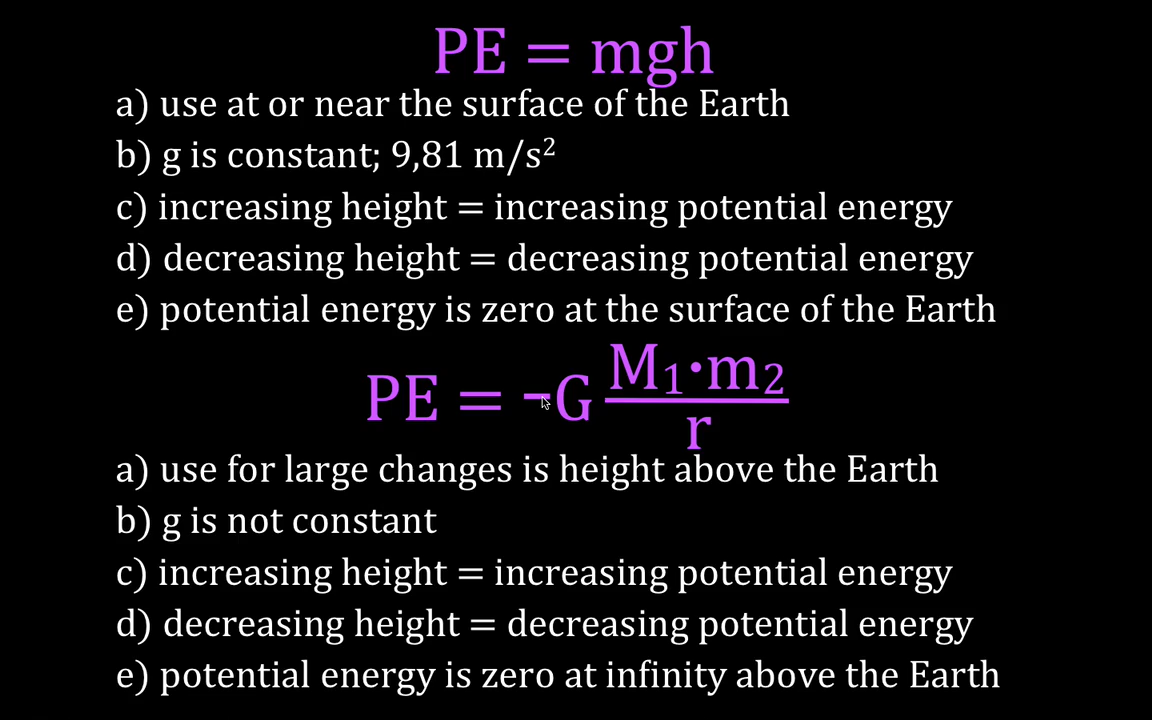 PE = mgh
a) use at or near the surface of the Earth
b) g is constant; 9,81 m/s²
c) increasing height = increasing potential energy
d) decreasing height = decreasing potential energy
e) potential energy is zero at the surface of the Earth
PE = -G M₁·m₂
r
a) use for large changes is height above the Earth
b) g is not constant
c) increasing height = increasing potential energy
d) decreasing height = decreasing potential energy
e) potential energy is zero at infinity above the Earth